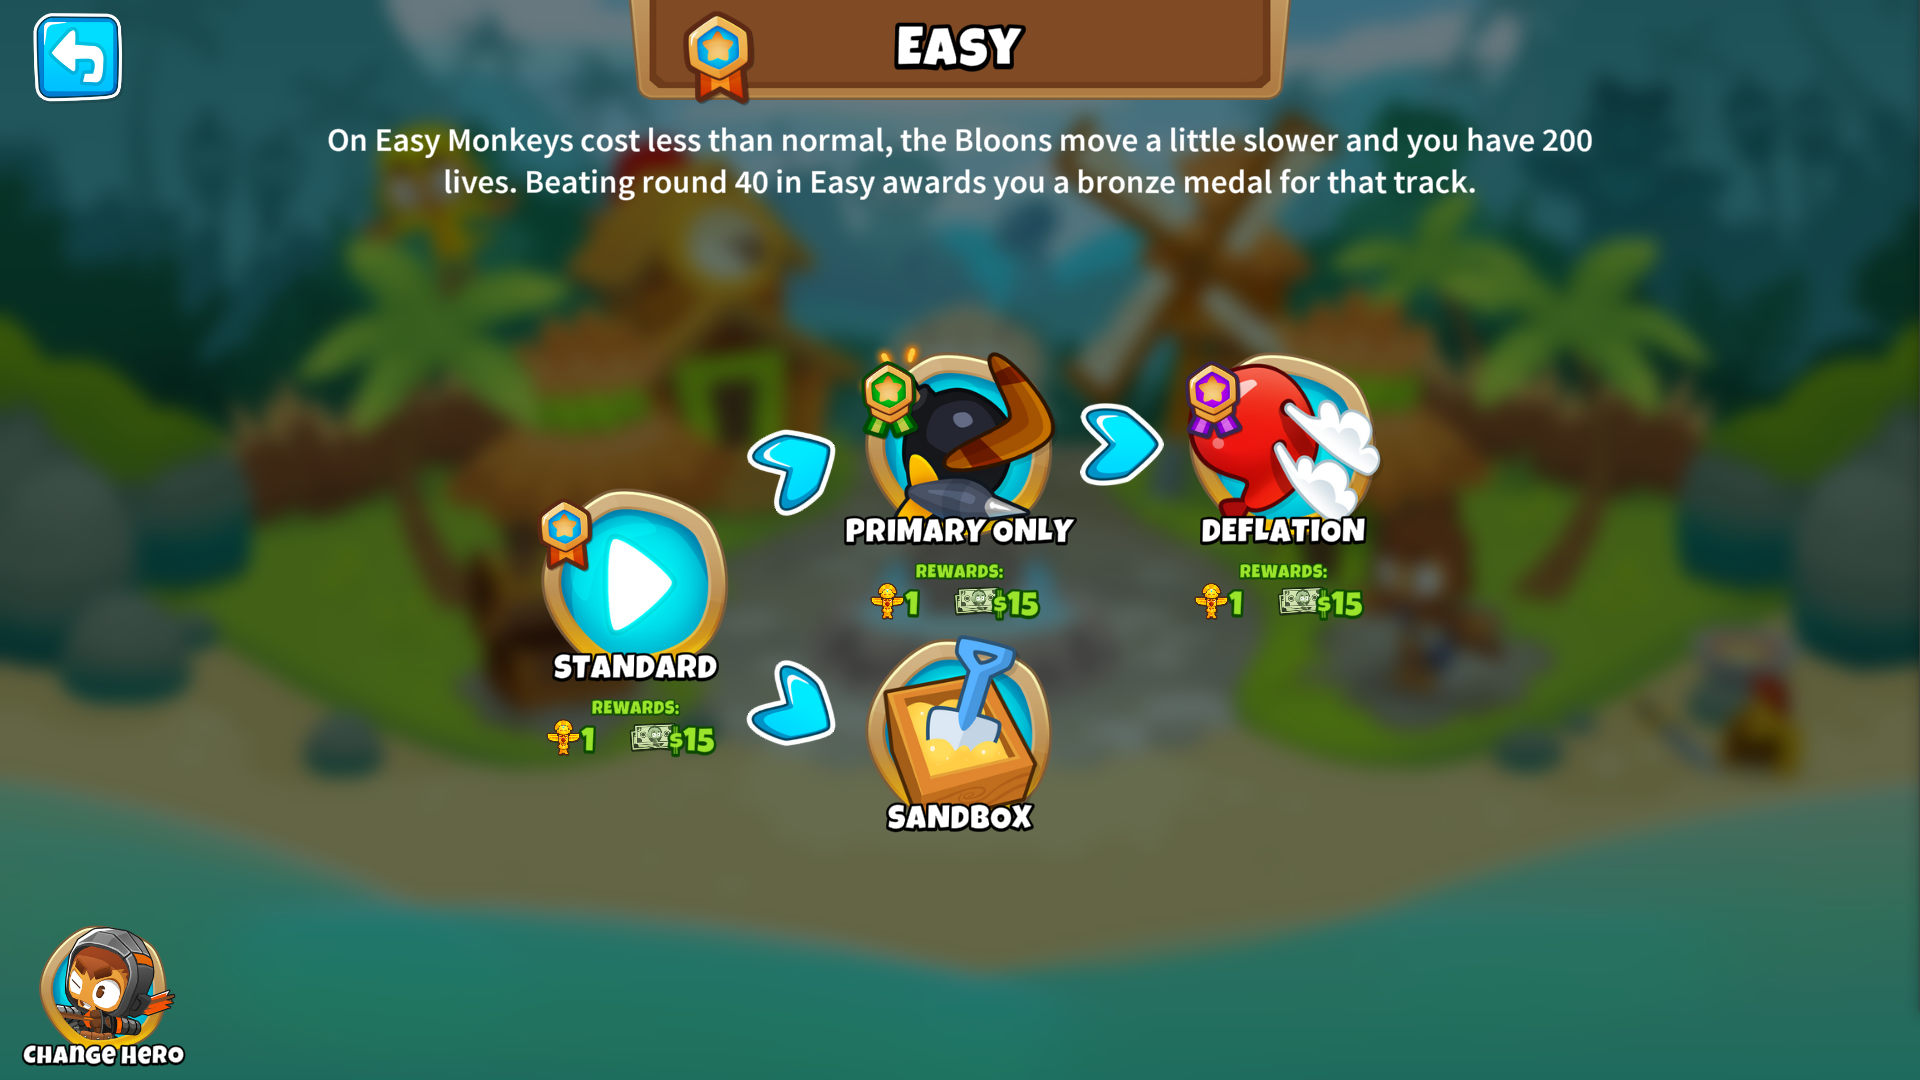 EASY
On Easy Monkeys cost less than normal, the Bloons move a little slower and you have 200
lives. Beating round 40 in Easy awards you a bronze medal for that track.
PRIMARY ONLY
REWARDS:
1 $15
DEFLATION
REWARDS:
1 $15
STANDARD
REWARDS:
1 $15
SANDBOX
CHANGE HERO